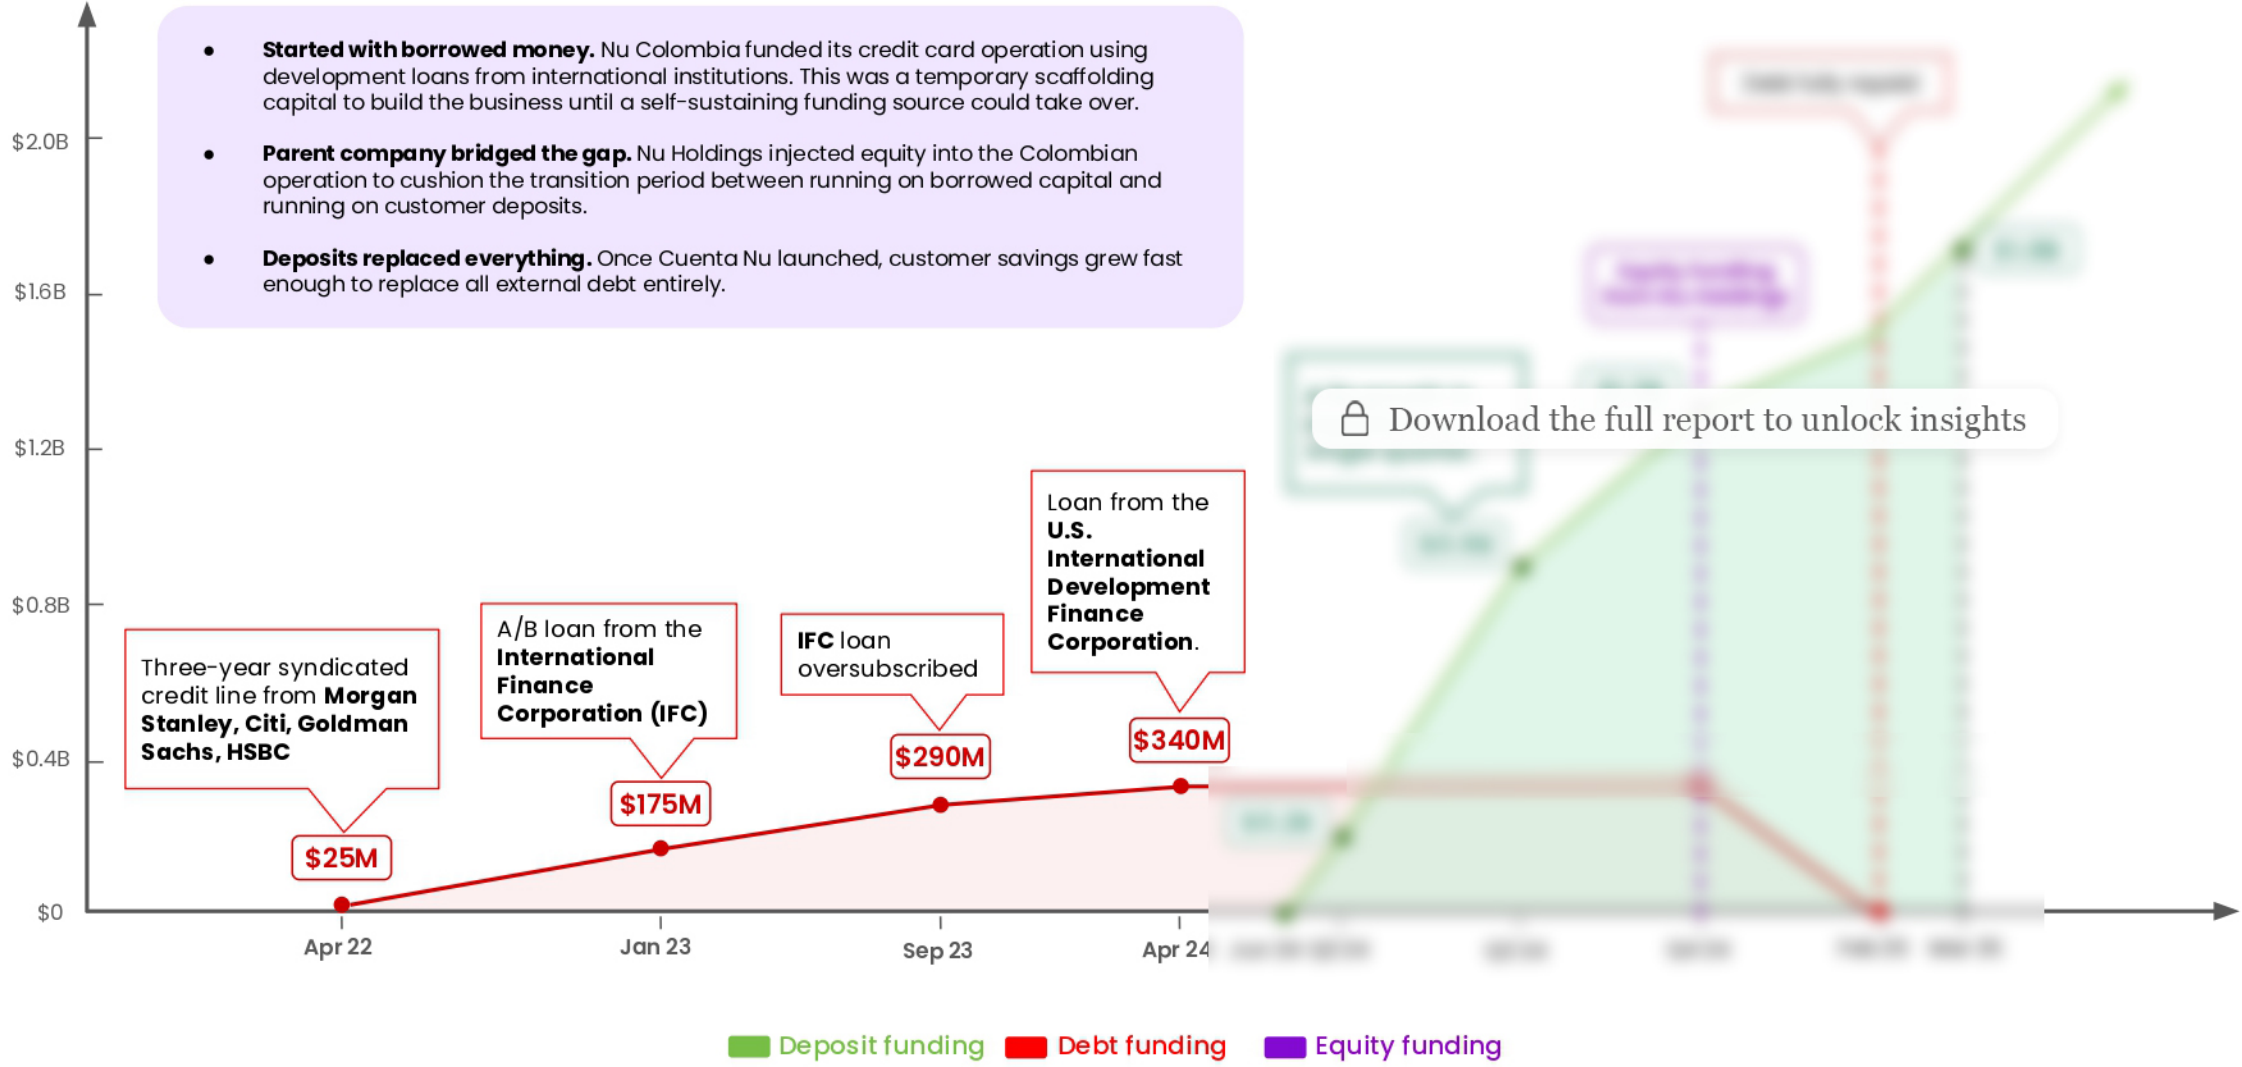 Started with borrowed money. Nu Colombia funded its credit card operation using
development loans from international institutions. This was a temporary scaffolding
capital to build the business until a self-sustaining funding source could take over.
Parent company bridged the gap. Nu Holdings injected equity into the Colombian
operation to cushion the transition period between running on borrowed capital and
running on customer deposits.
Deposits replaced everything. Once Cuenta Nu launched, customer savings grew fast
enough to replace all external debt entirely.
$2.0B
$1.6B
$1.2B
$0.8B
$0.4B
$0
Three-year syndicated
credit line from Morgan
Stanley, Citi, Goldman
Sachs, HSBC
$25M
A/B loan from the
International
Finance
Corporation (IFC)
$175M
IFC loan
oversubscribed
$290M
Loan from the
U.S.
International
Development
Finance
Corporation.
$340M
Download the full report to unlock insights
Apr 22
Jan 23
Sep 23
Apr 24
Deposit funding
Debt funding
Equity funding